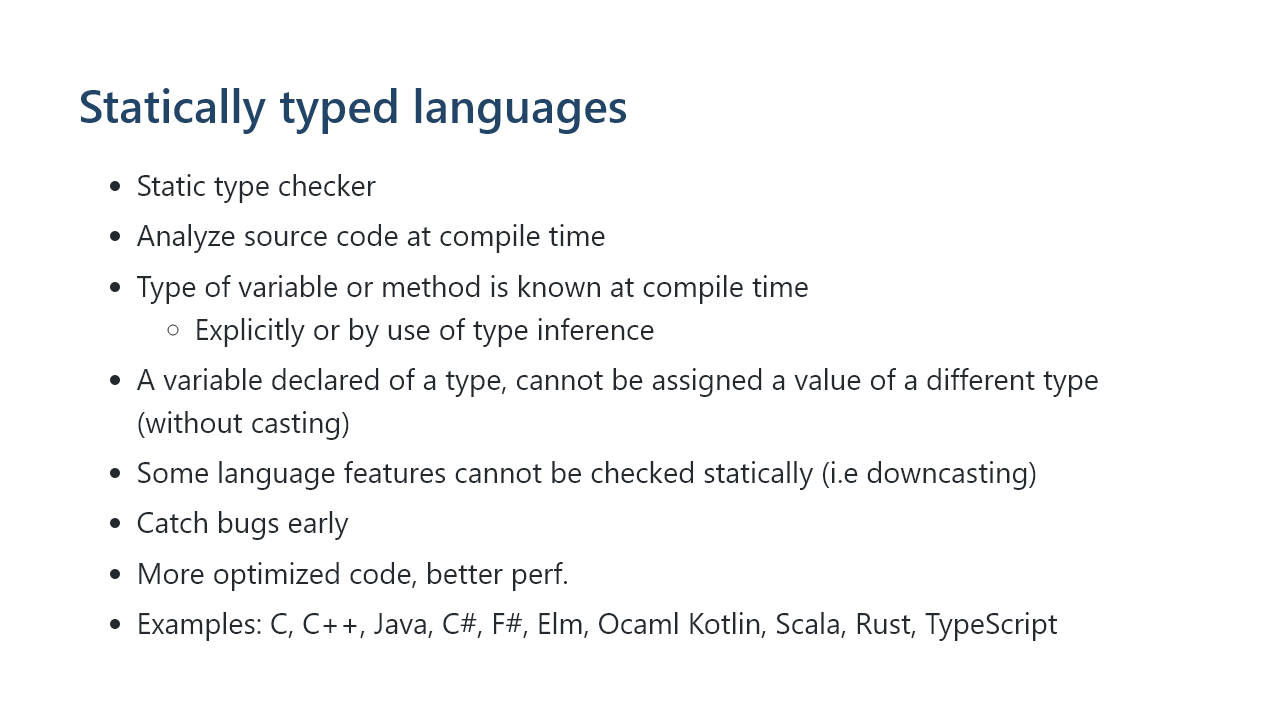 Statically typed languages
• Static type checker
• Analyze source code at compile time
• Type of variable or method is known at compile time
○ Explicitly or by use of type inference
• A variable declared of a type, cannot be assigned a value of a different type
(without casting)
• Some language features cannot be checked statically (i.e downcasting)
• Catch bugs early
• More optimized code, better perf.
• Examples: C, C++, Java, C#, F#, Elm, Ocaml Kotlin, Scala, Rust, TypeScript